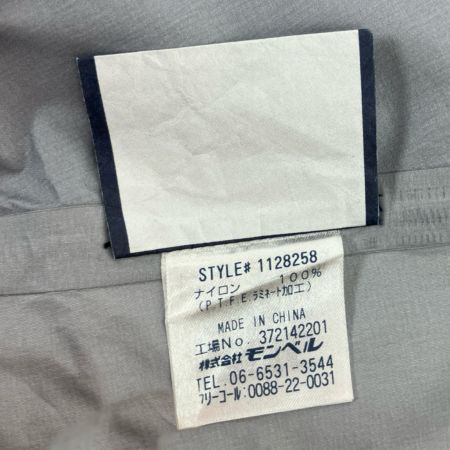 STYLE# 1128258
ナイロン 100%
(P.T.F.E.ラミネート加工)
MADE IN CHINA
工場No. 372142201
株式会社モンベル
TEL. 06-6531-3544
フリーコール:0088-22-0031